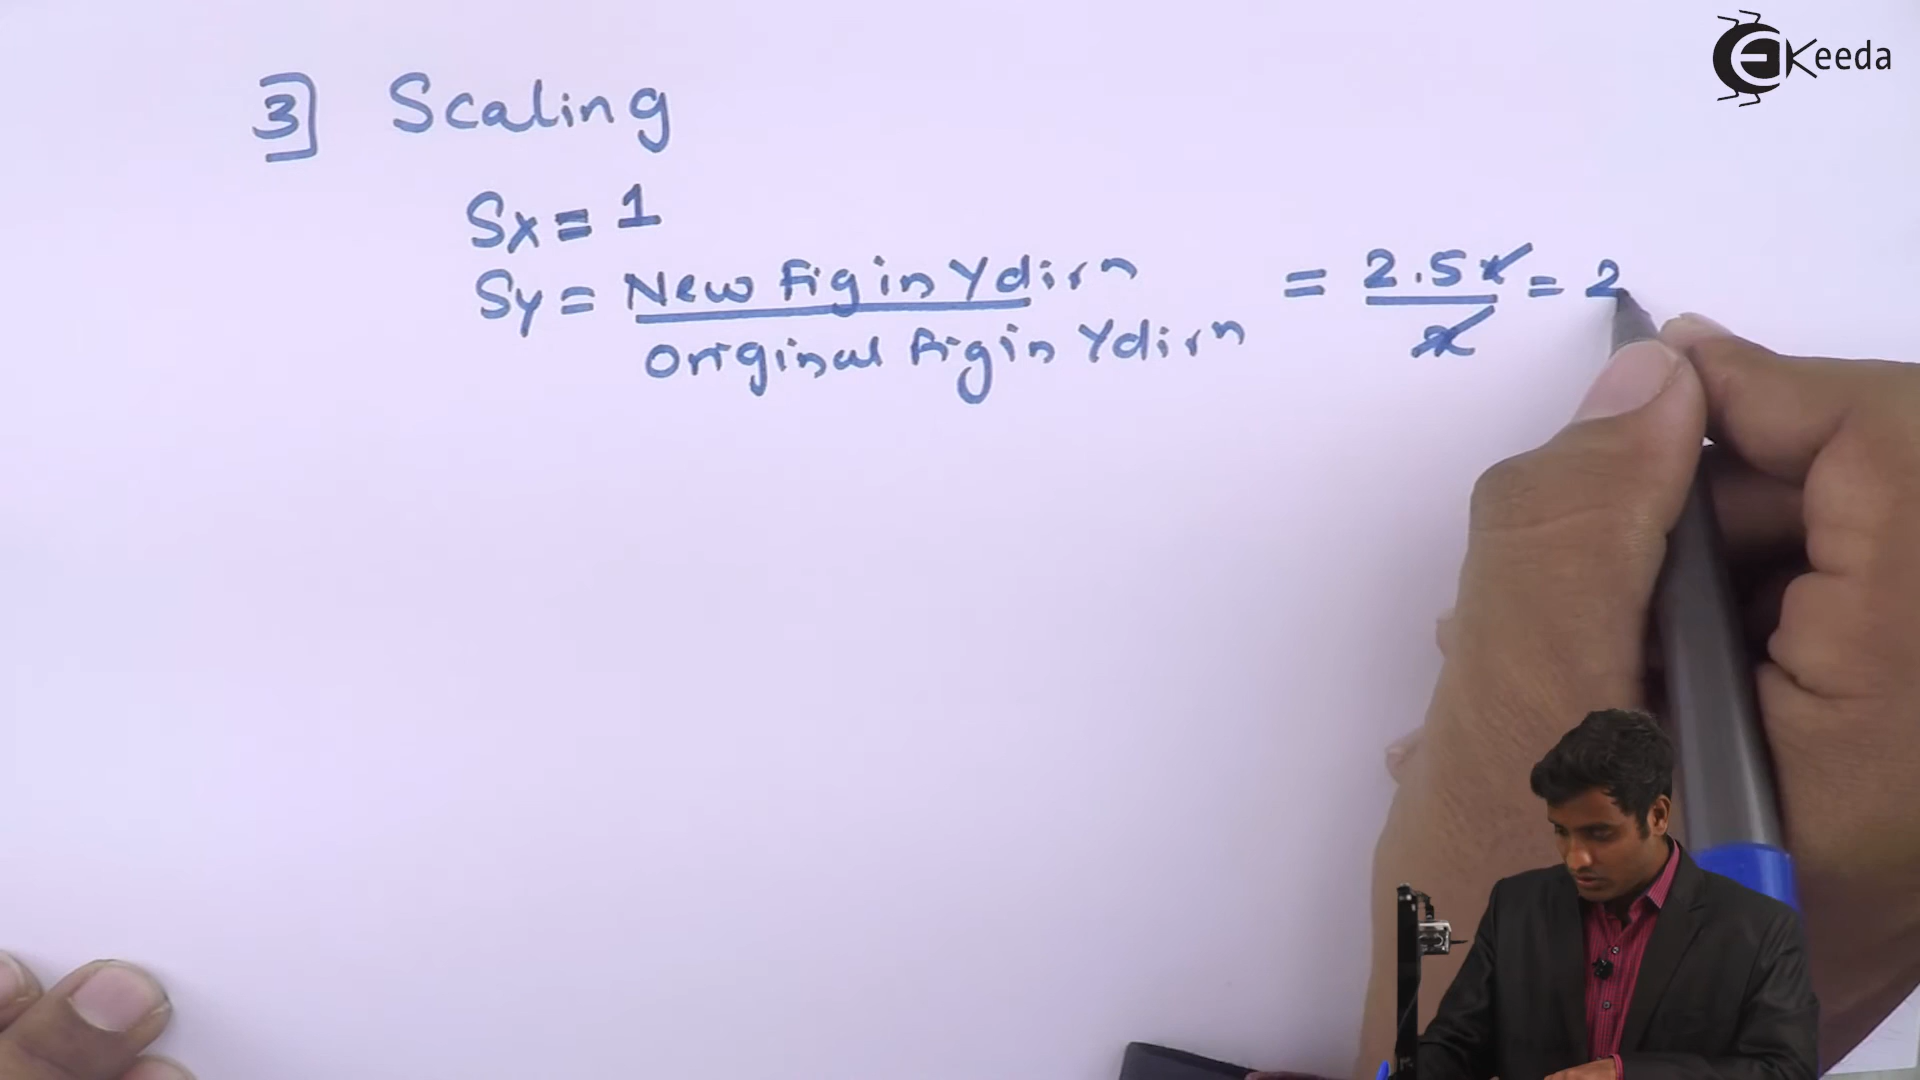 Ekeeda
3] Scaling
Sx = 1
Sy = New Fig in Y dirn / Original Fig in Y dirn = 2.5x / x = 2